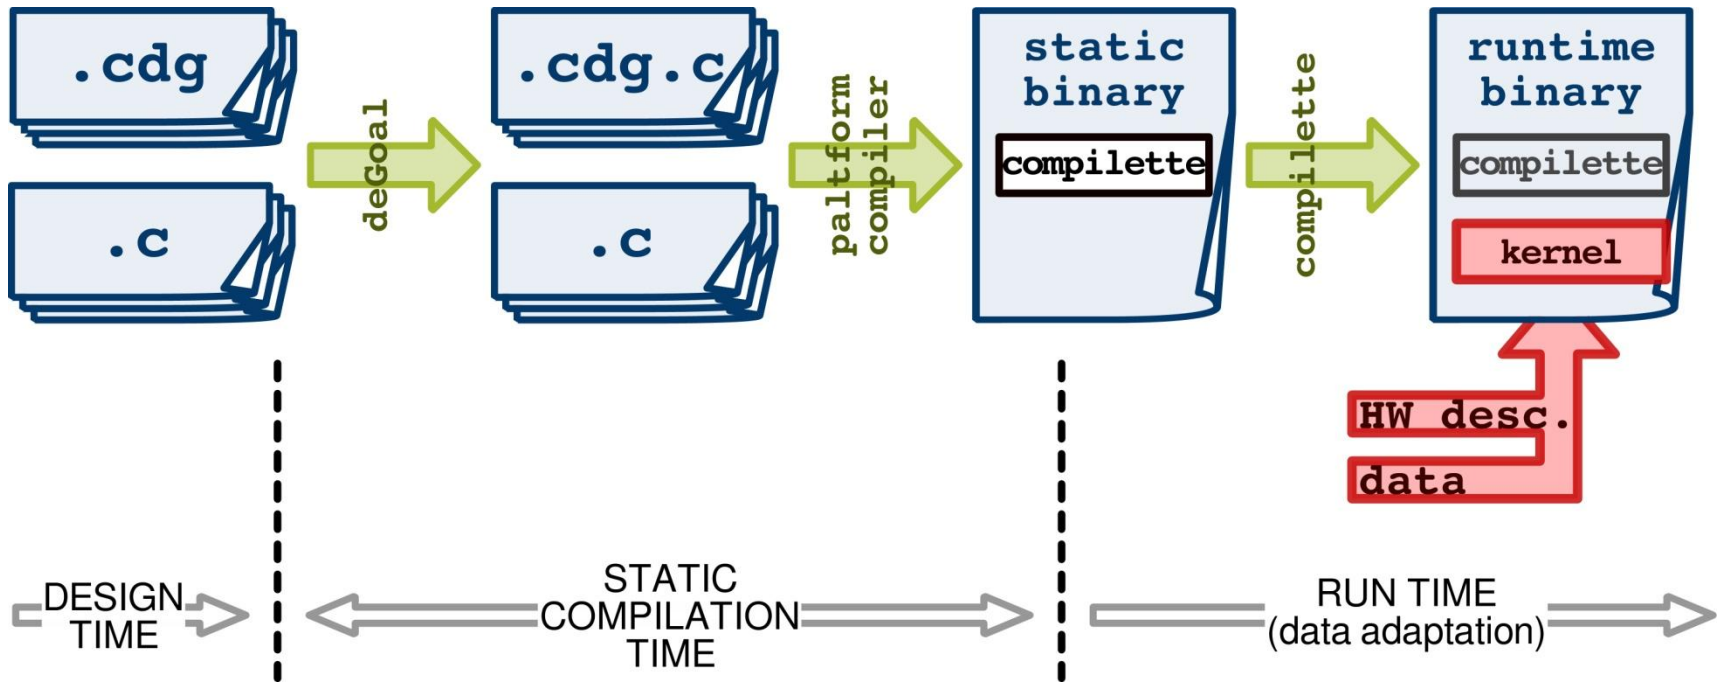 .cdg
.c
deGoal
.cdg.c
.c
paltform
compiler
static
binary
compilette
compilette
runtime
binary
compilette
kernel
HW desc.
data
DESIGN
TIME
STATIC
COMPILATION
TIME
RUN TIME
(data adaptation)